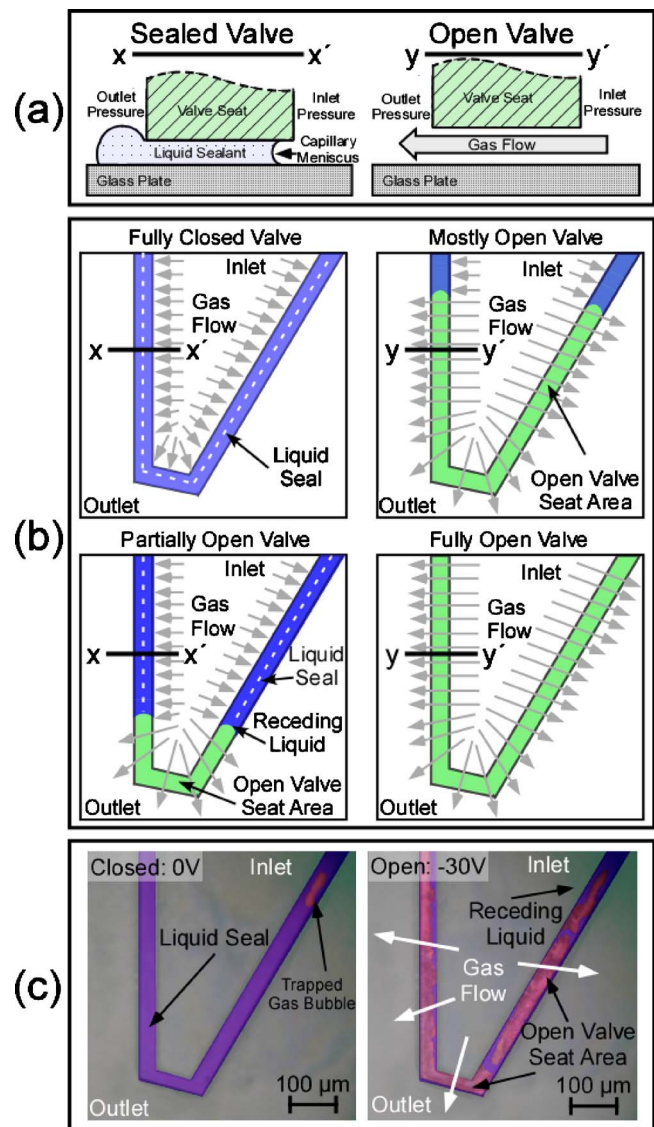 (a)
Sealed Valve
x x´
Outlet
Pressure
Valve Seat
Inlet
Pressure
Liquid Sealant
Capillary
Meniscus
Glass Plate
Open Valve
y y´
Outlet
Pressure
Valve Seat
Inlet
Pressure
Gas Flow
Glass Plate
(b)
Fully Closed Valve
Inlet
Gas
Flow
x x´
Liquid
Seal
Outlet
Mostly Open Valve
Inlet
Gas
Flow
y y´
Open Valve
Seat Area
Outlet
Partially Open Valve
Inlet
Gas
Flow
x x´
Liquid
Seal
Receding
Liquid
Open Valve
Seat Area
Outlet
Fully Open Valve
Inlet
Gas
Flow
y y´
Outlet
(c)
Closed: 0V
Inlet
Liquid Seal
Trapped
Gas Bubble
100 µm
Outlet
Open: -30V
Inlet
Receding
Liquid
Gas
Flow
Open Valve
Seat Area
100 µm
Outlet